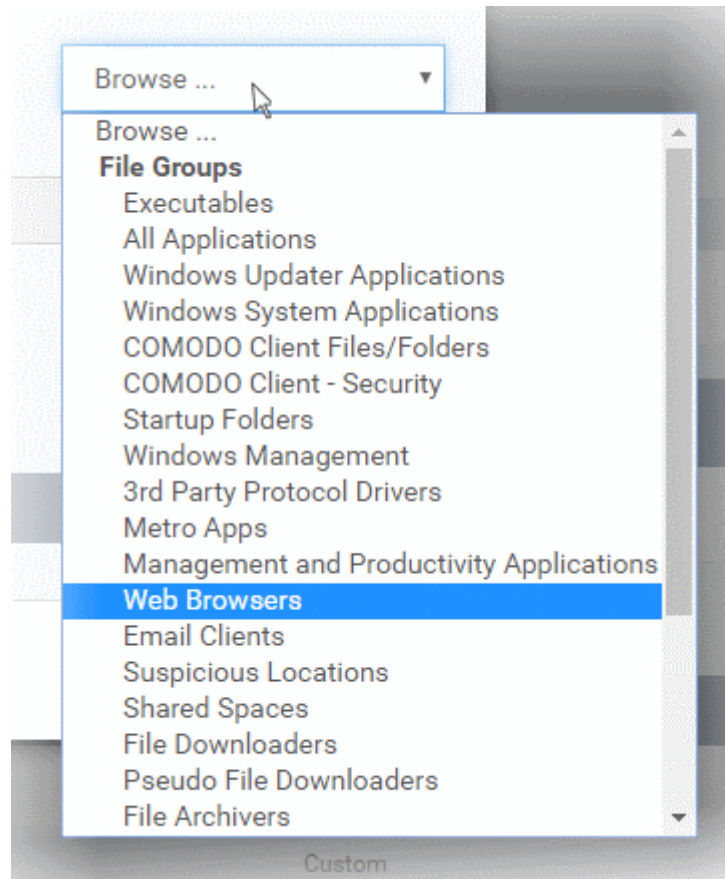 Browse ...
Browse ...
File Groups
Executables
All Applications
Windows Updater Applications
Windows System Applications
COMODO Client Files/Folders
COMODO Client - Security
Startup Folders
Windows Management
3rd Party Protocol Drivers
Metro Apps
Management and Productivity Applications
Web Browsers
Email Clients
Suspicious Locations
Shared Spaces
File Downloaders
Pseudo File Downloaders
File Archivers
Custom